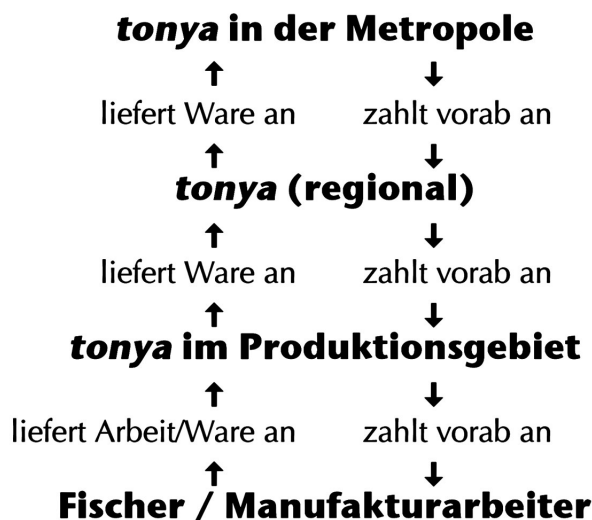 tonya in der Metropole
liefert Ware an zahlt vorab an
tonya (regional)
liefert Ware an zahlt vorab an
tonya im Produktionsgebiet
liefert Arbeit/Ware an zahlt vorab an
Fischer / Manufakturarbeiter